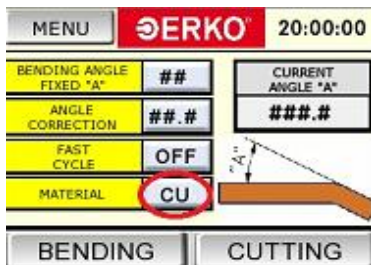 MENU ERKO 20:00:00
BENDING ANGLE
FIXED "A" ##
CURRENT
ANGLE "A"
ANGLE
CORRECTION ##.#
###.#
FAST
CYCLE OFF
"A"
MATERIAL CU
BENDING CUTTING